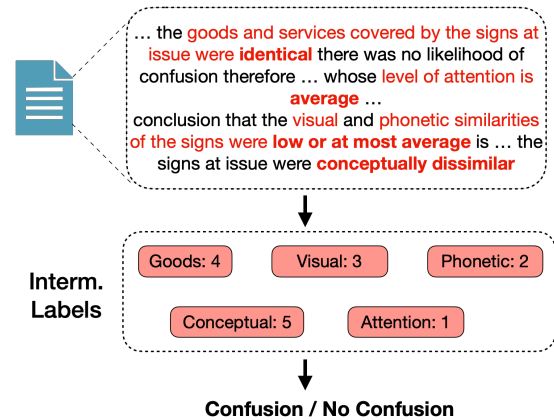 … the goods and services covered by the signs at
issue were identical there was no likelihood of
confusion therefore … whose level of attention is
average …
conclusion that the visual and phonetic similarities
of the signs were low or at most average is … the
signs at issue were conceptually dissimilar
Interm.
Labels
Goods: 4
Visual: 3
Phonetic: 2
Conceptual: 5
Attention: 1
Confusion / No Confusion